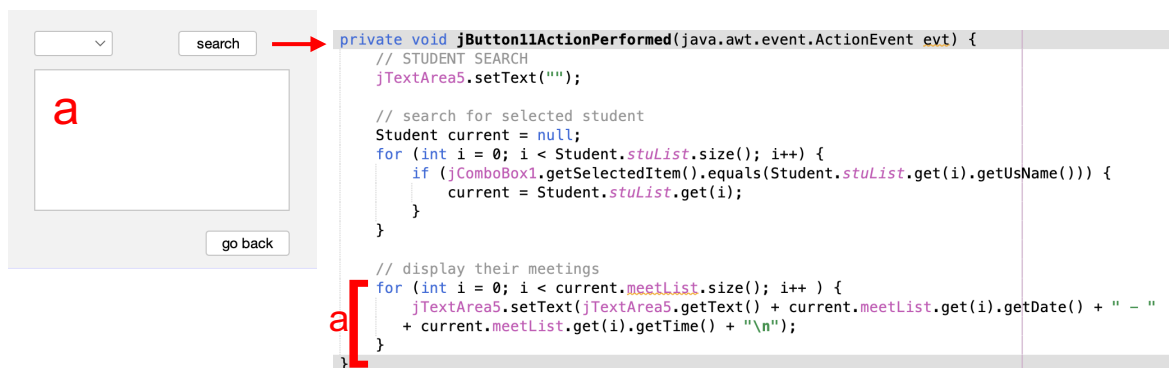 search
a
go back
private void jButton11ActionPerformed(java.awt.event.ActionEvent evt) {
// STUDENT SEARCH
jTextArea5.setText("");
// search for selected student
Student current = null;
for (int i = 0; i < Student.stuList.size(); i++) {
if (jComboBox1.getSelectedItem().equals(Student.stuList.get(i).getUsName())) {
current = Student.stuList.get(i);
}
}
// display their meetings
for (int i = 0; i < current.meetList.size(); i++ ) {
a
jTextArea5.setText(jTextArea5.getText() + current.meetList.get(i).getDate() + " - "
+ current.meetList.get(i).getTime() + "\n");
}
}